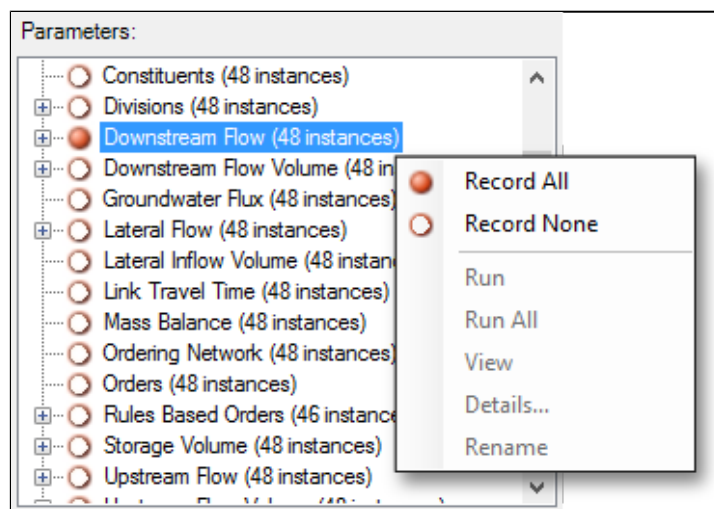 Parameters:
Constituents (48 instances)
Divisions (48 instances)
Downstream Flow (48 instances)
Downstream Flow Volume (48 in
Groundwater Flux (48 instances)
Lateral Flow (48 instances)
Lateral Inflow Volume (48 instan
Link Travel Time (48 instances)
Mass Balance (48 instances)
Ordering Network (48 instances)
Orders (48 instances)
Rules Based Orders (46 instance
Storage Volume (48 instances)
Upstream Flow (48 instances)
Record All
Record None
Run
Run All
View
Details...
Rename